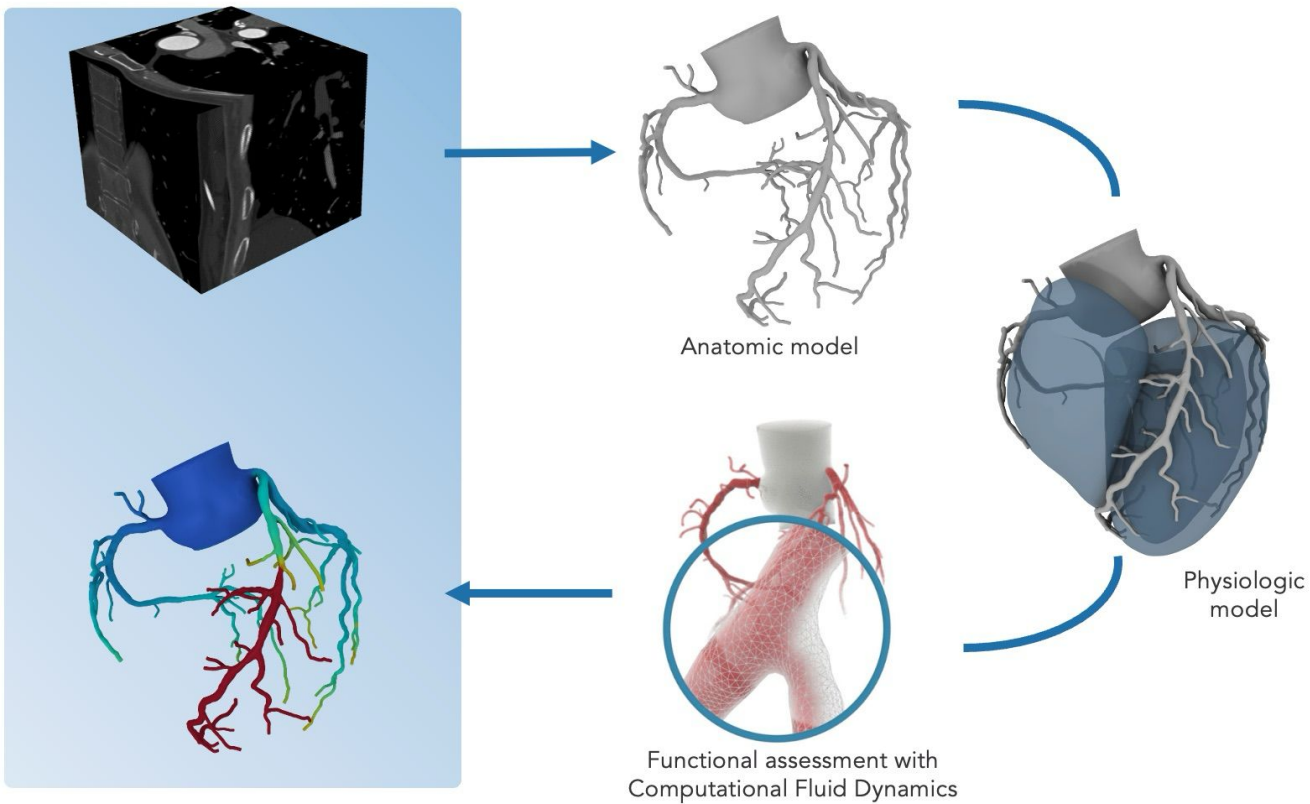 Anatomic model
Physiologic
model
Functional assessment with
Computational Fluid Dynamics